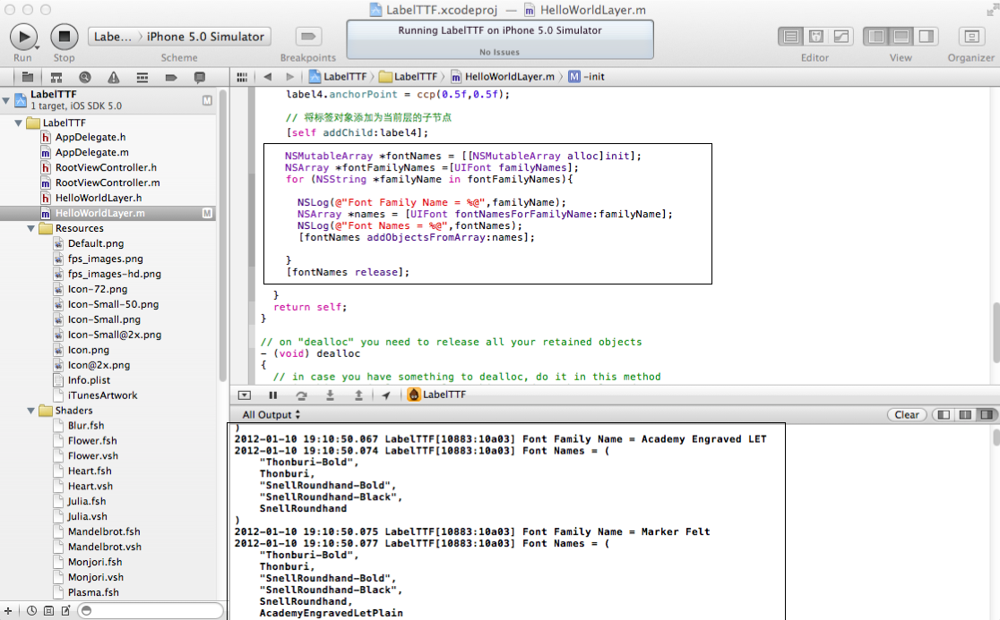 LabelTTF.xcodeproj — HelloWorldLayer.m
Labe... iPhone 5.0 Simulator
Running LabelTTF on iPhone 5.0 Simulator
No Issues
Run Stop Scheme Breakpoints Editor View Organizer
LabelTTF LabelTTF HelloWorldLayer.m M -init
LabelTTF
1 target, iOS SDK 5.0 M
LabelTTF
h AppDelegate.h
m AppDelegate.m
h RootViewController.h
m RootViewController.m
h HelloWorldLayer.h
m HelloWorldLayer.m M
Resources
Default.png
fps_images.png
fps_images-hd.png
Icon-72.png
Icon-Small-50.png
Icon-Small.png
Icon-Small@2x.png
Icon.png
Icon@2x.png
Info.plist
iTunesArtwork
Shaders
Blur.fsh
Flower.fsh
Flower.vsh
Heart.fsh
Heart.vsh
Julia.fsh
Julia.vsh
Mandelbrot.fsh
Mandelbrot.vsh
Monjori.fsh
Monjori.vsh
Plasma.fsh
label4.anchorPoint = ccp(0.5f,0.5f);
// 将标签对象添加为当前层的子节点
[self addChild:label4];
NSMutableArray *fontNames = [[NSMutableArray alloc]init];
NSArray *fontFamilyNames =[UIFont familyNames];
for (NSString *familyName in fontFamilyNames){
NSLog(@"Font Family Name = %@",familyName);
NSArray *names = [UIFont fontNamesForFamilyName:familyName];
NSLog(@"Font Names = %@",fontNames);
[fontNames addObjectsFromArray:names];
}
[fontNames release];
}
return self;
}
// on "dealloc" you need to release all your retained objects
- (void) dealloc
{
// in case you have something to dealloc, do it in this method
LabelTTF
All Output Clear
)
2012-01-10 19:10:50.067 LabelTTF[10883:10a03] Font Family Name = Academy Engraved LET
2012-01-10 19:10:50.074 LabelTTF[10883:10a03] Font Names = (
"Thonburi-Bold",
Thonburi,
"SnellRoundhand-Bold",
"SnellRoundhand-Black",
SnellRoundhand
)
2012-01-10 19:10:50.075 LabelTTF[10883:10a03] Font Family Name = Marker Felt
2012-01-10 19:10:50.077 LabelTTF[10883:10a03] Font Names = (
"Thonburi-Bold",
Thonburi,
"SnellRoundhand-Bold",
"SnellRoundhand-Black",
SnellRoundhand,
AcademyEngravedLetPlain